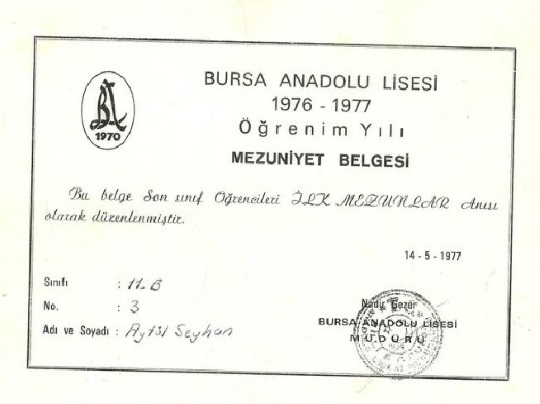 BURSA ANADOLU LİSESİ
1976 - 1977
Öğrenim Yılı
MEZUNİYET BELGESİ
BAL
1970
Bu belge Son sınıf Öğrencileri İLK MEZUNLAR Anısı
olarak düzenlenmiştir.
14 - 5 - 1977
Sınıfı : 11-B
No. : 3
Adı ve Soyadı : Aytül Seyhan
Gezer
BURSA ANADOLU LİSESİ
MÜDÜRÜ